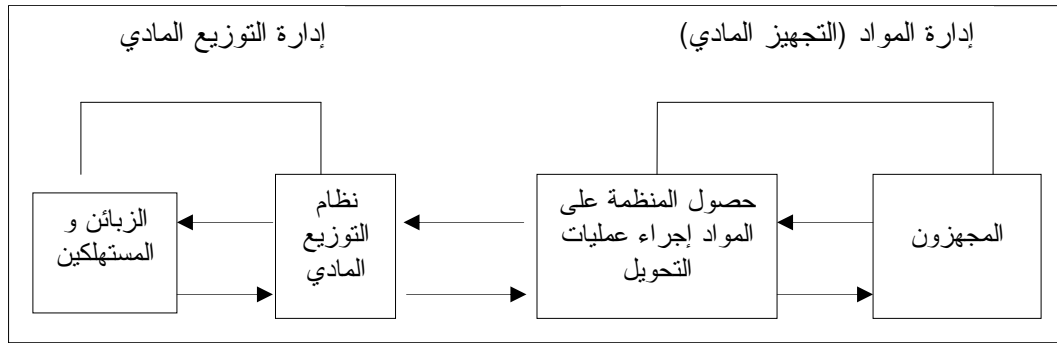 إدارة المواد (التجهيز المادي)
إدارة التوزيع المادي
المجهزون
حصول المنظمة على
المواد إجراء عمليات
التحويل
نظام
التوزيع
المادي
الزبائن و
المستهلكين